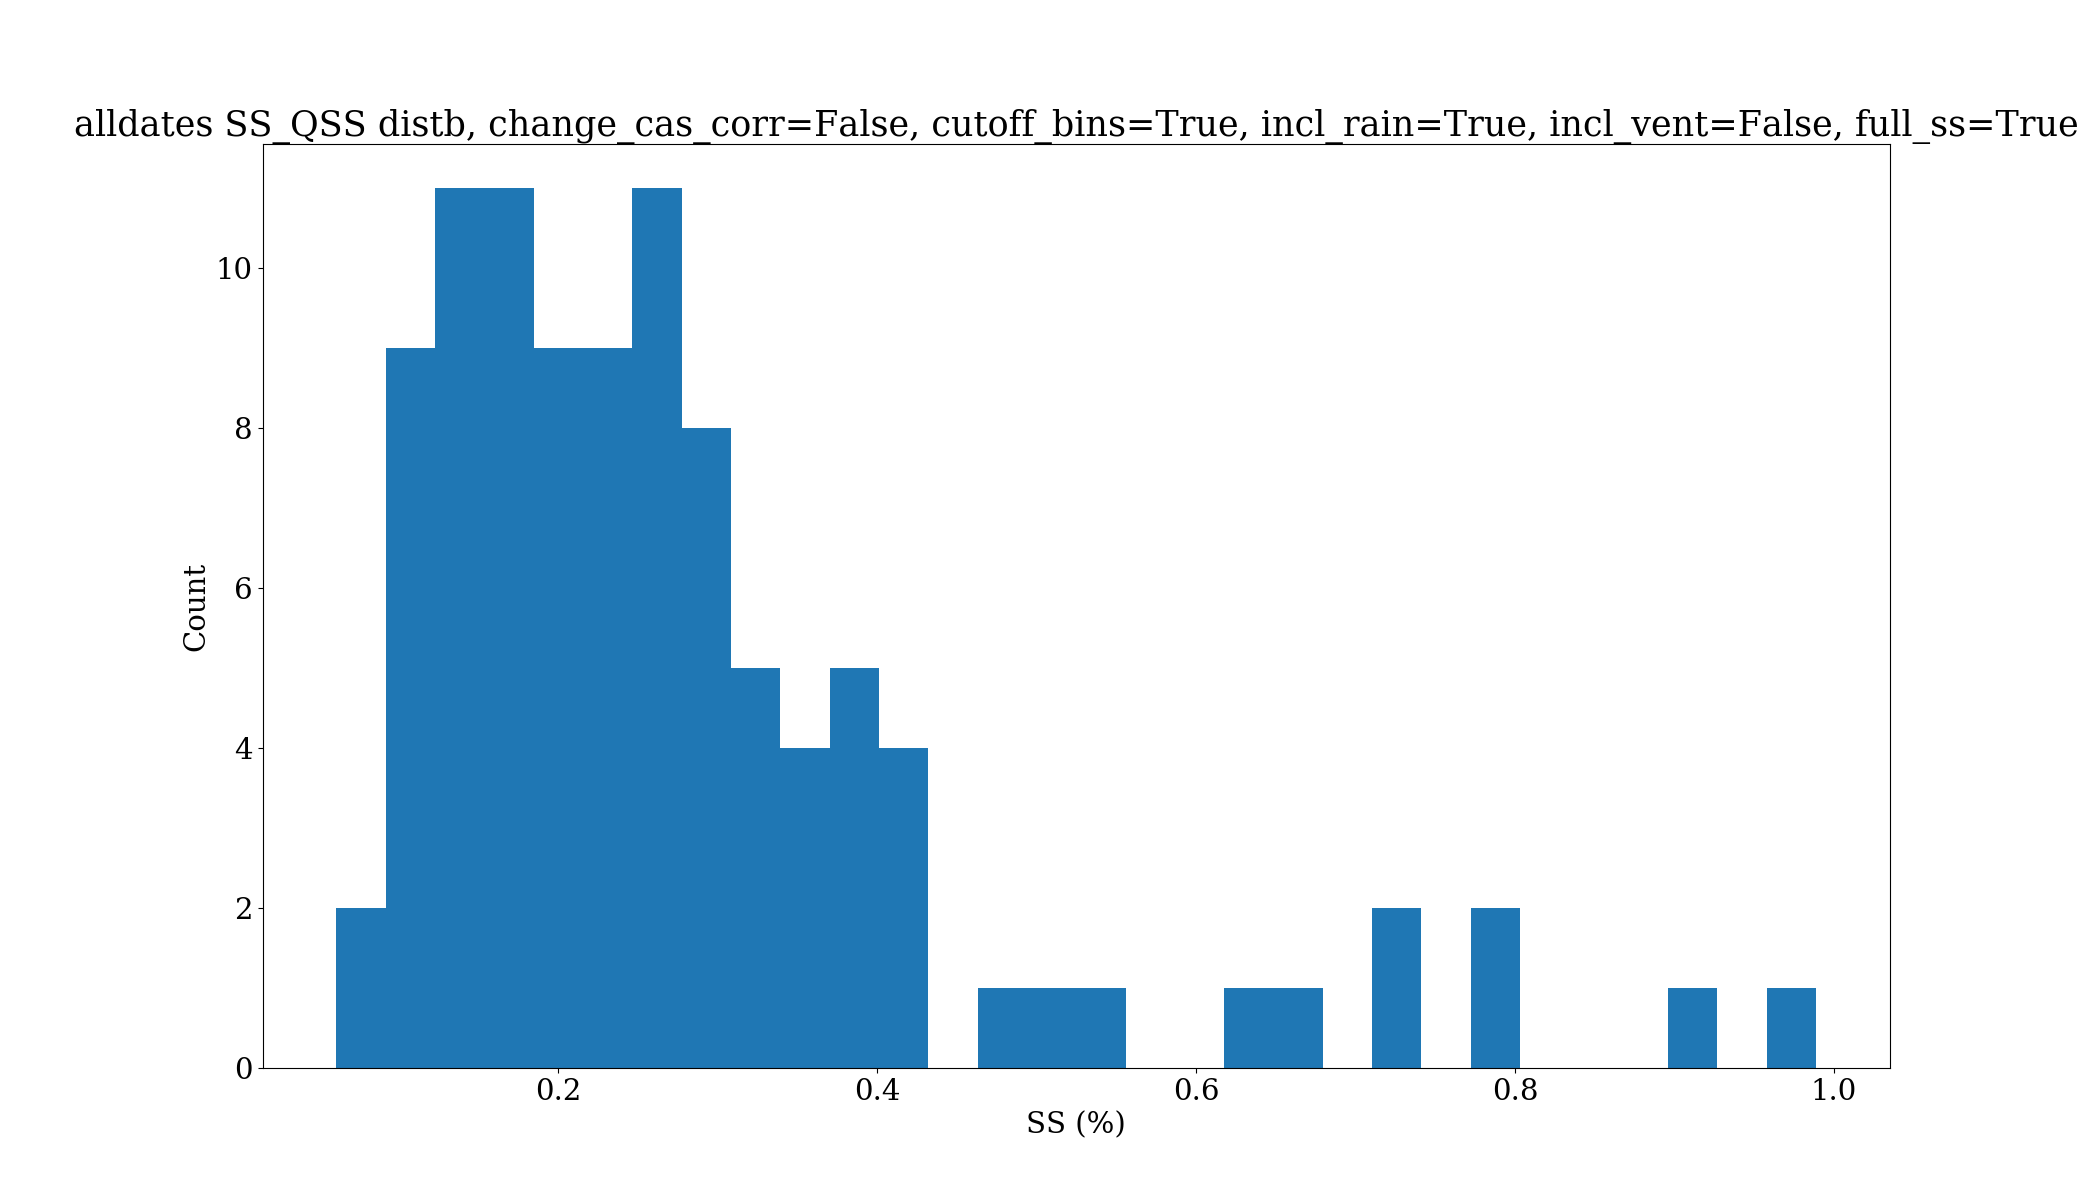 alldates SS_QSS distb, change_cas_corr=False, cutoff_bins=True, incl_rain=True, incl_vent=False, full_ss=True
10
8
6
4
2
0
Count
0.2 0.4 0.6 0.8 1.0
SS (%)